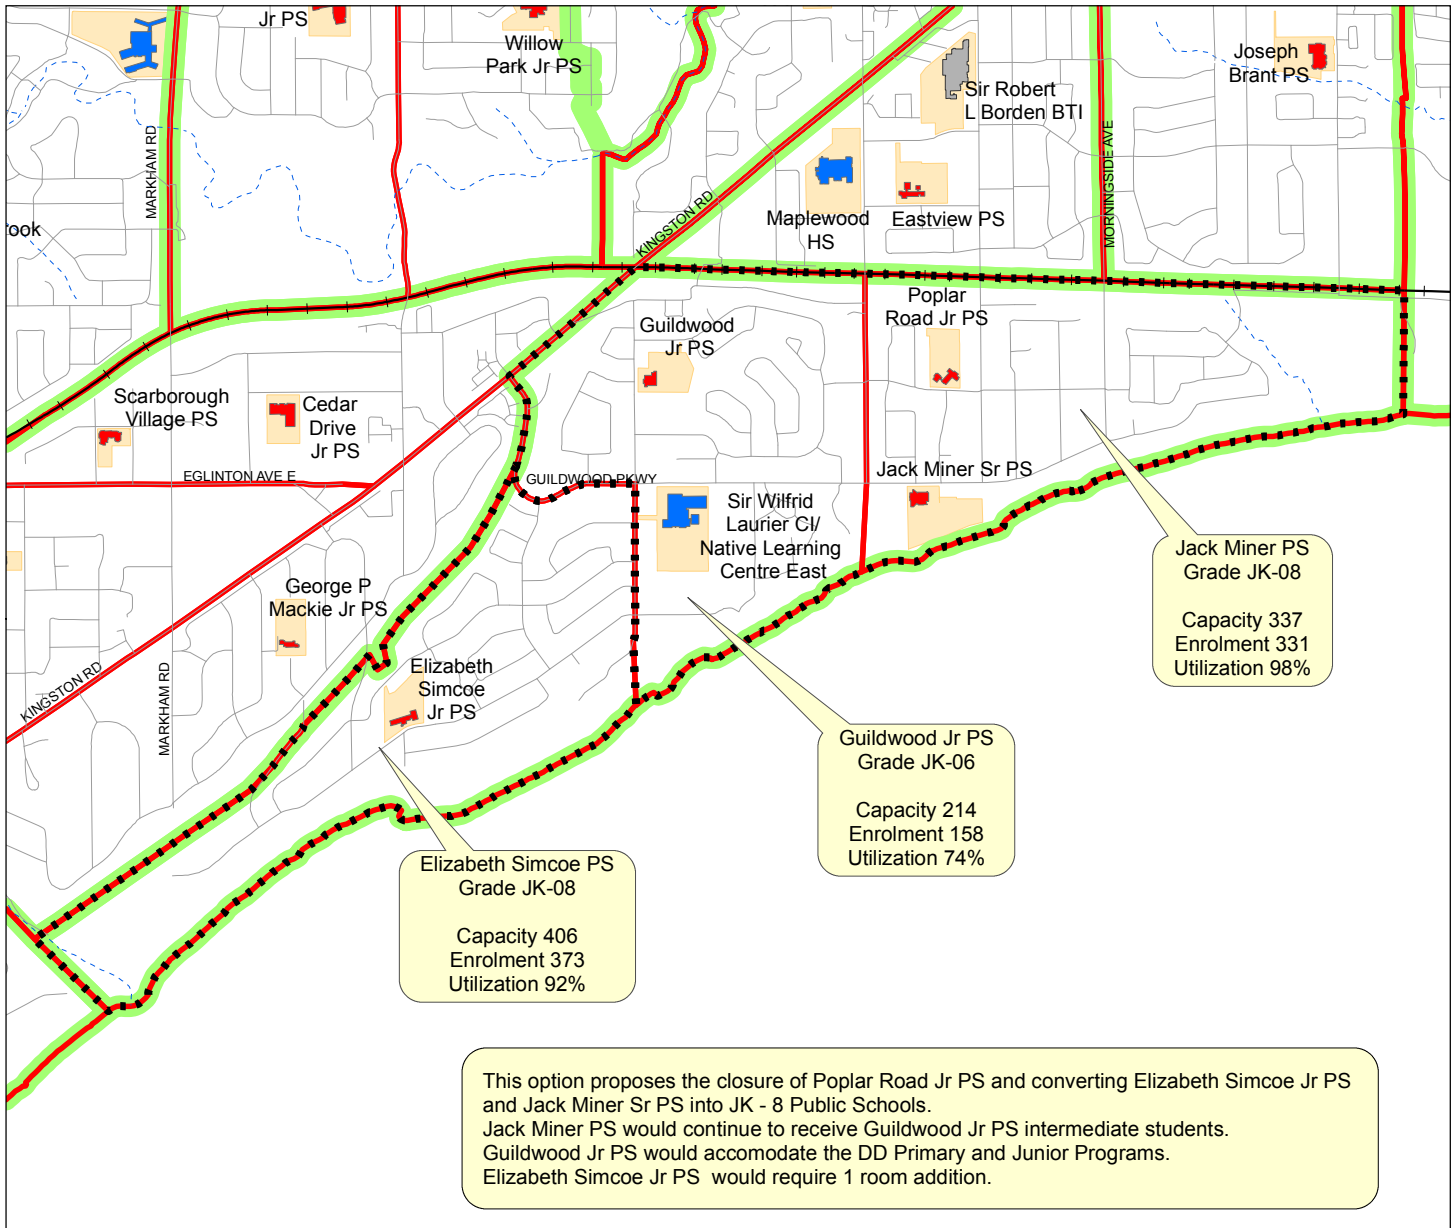 Jr PS
Willow
Park Jr PS
Joseph
Brant PS
Sir Robert
L Borden BTI
MARKHAM RD
MORNINGSIDE AVE
KINGSTON RD
Maplewood
HS
Eastview PS
ook
Poplar
Road Jr PS
Guildwood
Jr PS
Scarborough
Village PS
Cedar
Drive
Jr PS
EGLINTON AVE E
GUILDWOOD PKWY
Jack Miner Sr PS
Sir Wilfrid
Laurier CI/
Native Learning
Centre East
Jack Miner PS
Grade JK-08
Capacity 337
Enrolment 331
Utilization 98%
George P
Mackie Jr PS
Elizabeth
Simcoe
Jr PS
KINGSTON RD
MARKHAM RD
Guildwood Jr PS
Grade JK-06
Capacity 214
Enrolment 158
Utilization 74%
Elizabeth Simcoe PS
Grade JK-08
Capacity 406
Enrolment 373
Utilization 92%
This option proposes the closure of Poplar Road Jr PS and converting Elizabeth Simcoe Jr PS
and Jack Miner Sr PS into JK - 8 Public Schools.
Jack Miner PS would continue to receive Guildwood Jr PS intermediate students.
Guildwood Jr PS would accomodate the DD Primary and Junior Programs.
Elizabeth Simcoe Jr PS  would require 1 room addition.